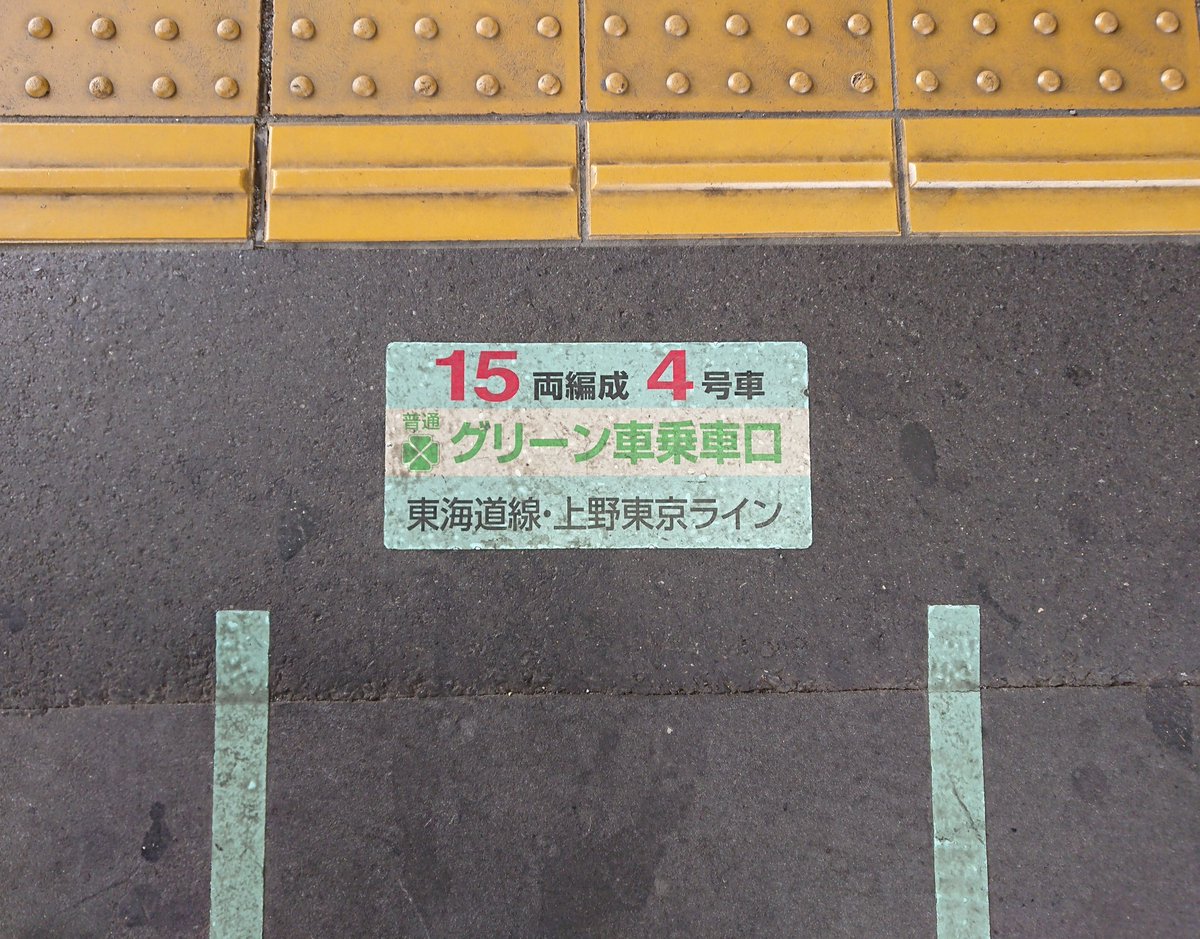 15両編成 4号車
普通
グリーン車乗車口
東海道線・上野東京ライン